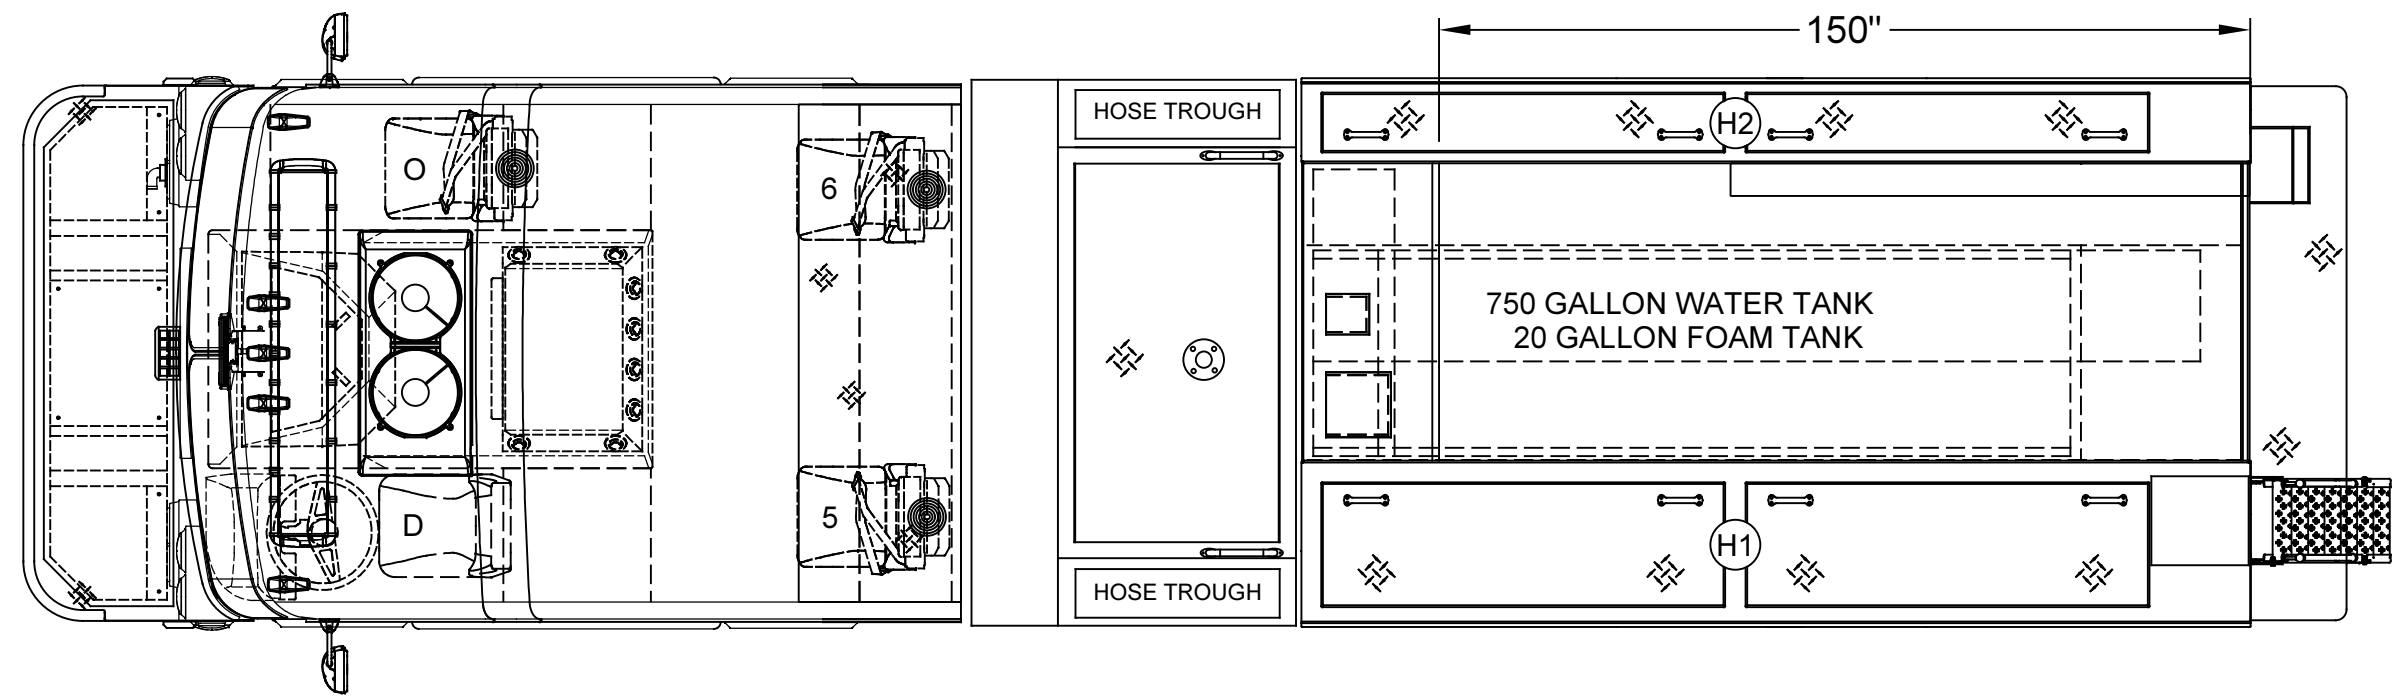 150"
HOSE TROUGH
H2
O
6
750 GALLON WATER TANK
20 GALLON FOAM TANK
D
5
H1
HOSE TROUGH